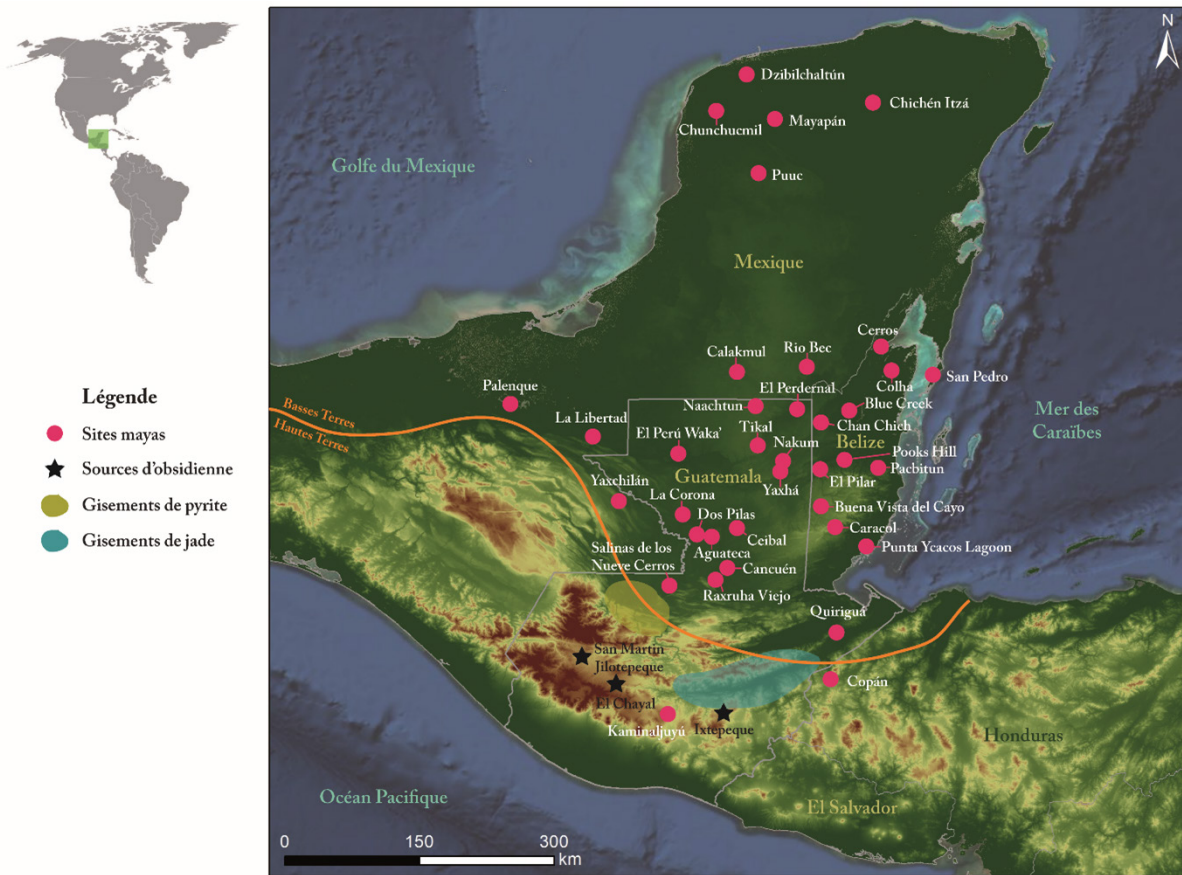 N
Dzibilchaltún
Chichén Itzá
Chunchucmil
Mayapán
Golfe du Mexique
Puuc
Mexique
Cerros
Calakmul
Rio Bec
Colha
San Pedro
Palenque
El Perdernal
Légende
Naachtun
Blue Creek
Basses Terres
Hautes Terres
La Libertad
Tikal
Chan Chich
Mer des
Caraïbes
Sites mayas
El Perú Waka'
Nakum
Belize
Pooks Hill
Sources d'obsidienne
Guatemala
Pacbitun
El Pilar
Yaxchilán
Yaxhá
Gisements de pyrite
La Corona
Buena Vista del Cayo
Dos Pilas
Caracol
Gisements de jade
Ceibal
Salinas de los
Nueve Cerros
Aguateca
Punta Ycacos Lagoon
Cancuén
Raxruha Viejo
Quiriguá
San Martin
Jilotepeque
Copán
El Chayal
Kaminaljuyú
Ixtepeque
Honduras
Océan Pacifique
El Salvador
0 150 300
km